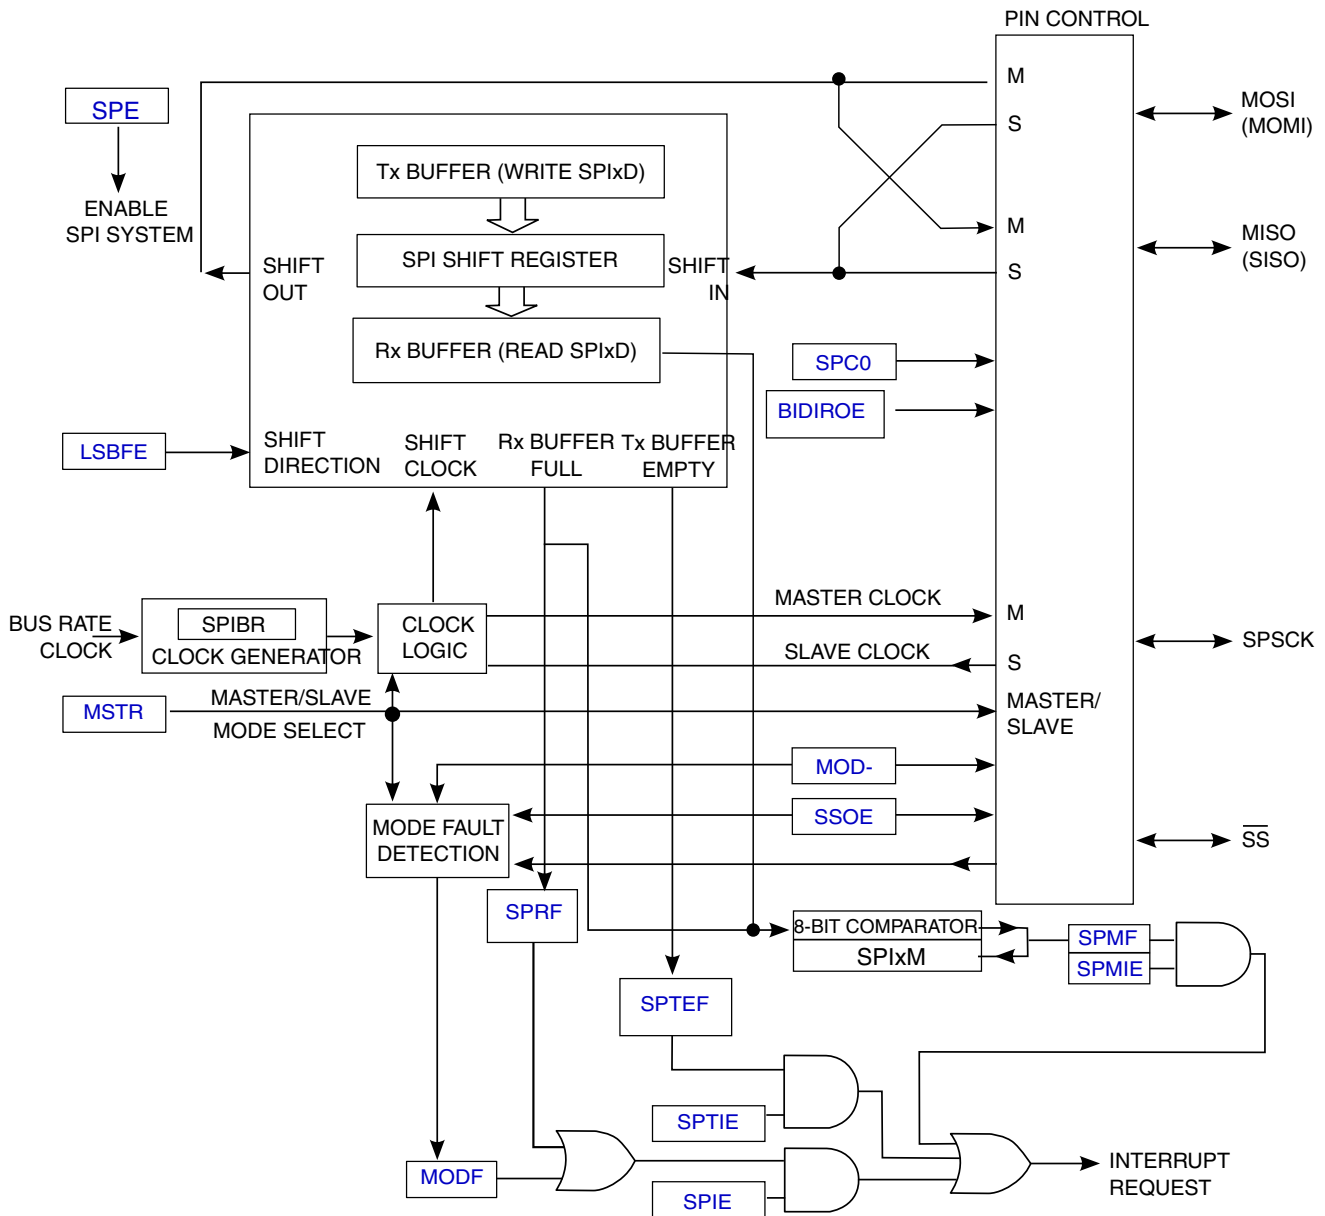 PIN CONTROL
M
SPE
MOSI
(MOMI)
S
Tx BUFFER (WRITE SPIxD)
ENABLE
SPI SYSTEM
M
MISO
(SISO)
SPI SHIFT REGISTER
SHIFT
OUT
SHIFT
IN
S
Rx BUFFER (READ SPIxD)
SPC0
BIDIROE
LSBFE
SHIFT
DIRECTION
SHIFT
CLOCK
Rx BUFFER
FULL
Tx BUFFER
EMPTY
MASTER CLOCK
M
BUS RATE
CLOCK
SPIBR
CLOCK GENERATOR
CLOCK
LOGIC
SLAVE CLOCK
S
SPSCK
MSTR
MASTER/SLAVE
MODE SELECT
MASTER/
SLAVE
MOD-
SSOE
MODE FAULT
DETECTION
SS
SPRF
8-BIT COMPARATOR
SPIxM
SPMF
SPMIE
SPTEF
SPTIE
MODF
SPIE
INTERRUPT
REQUEST